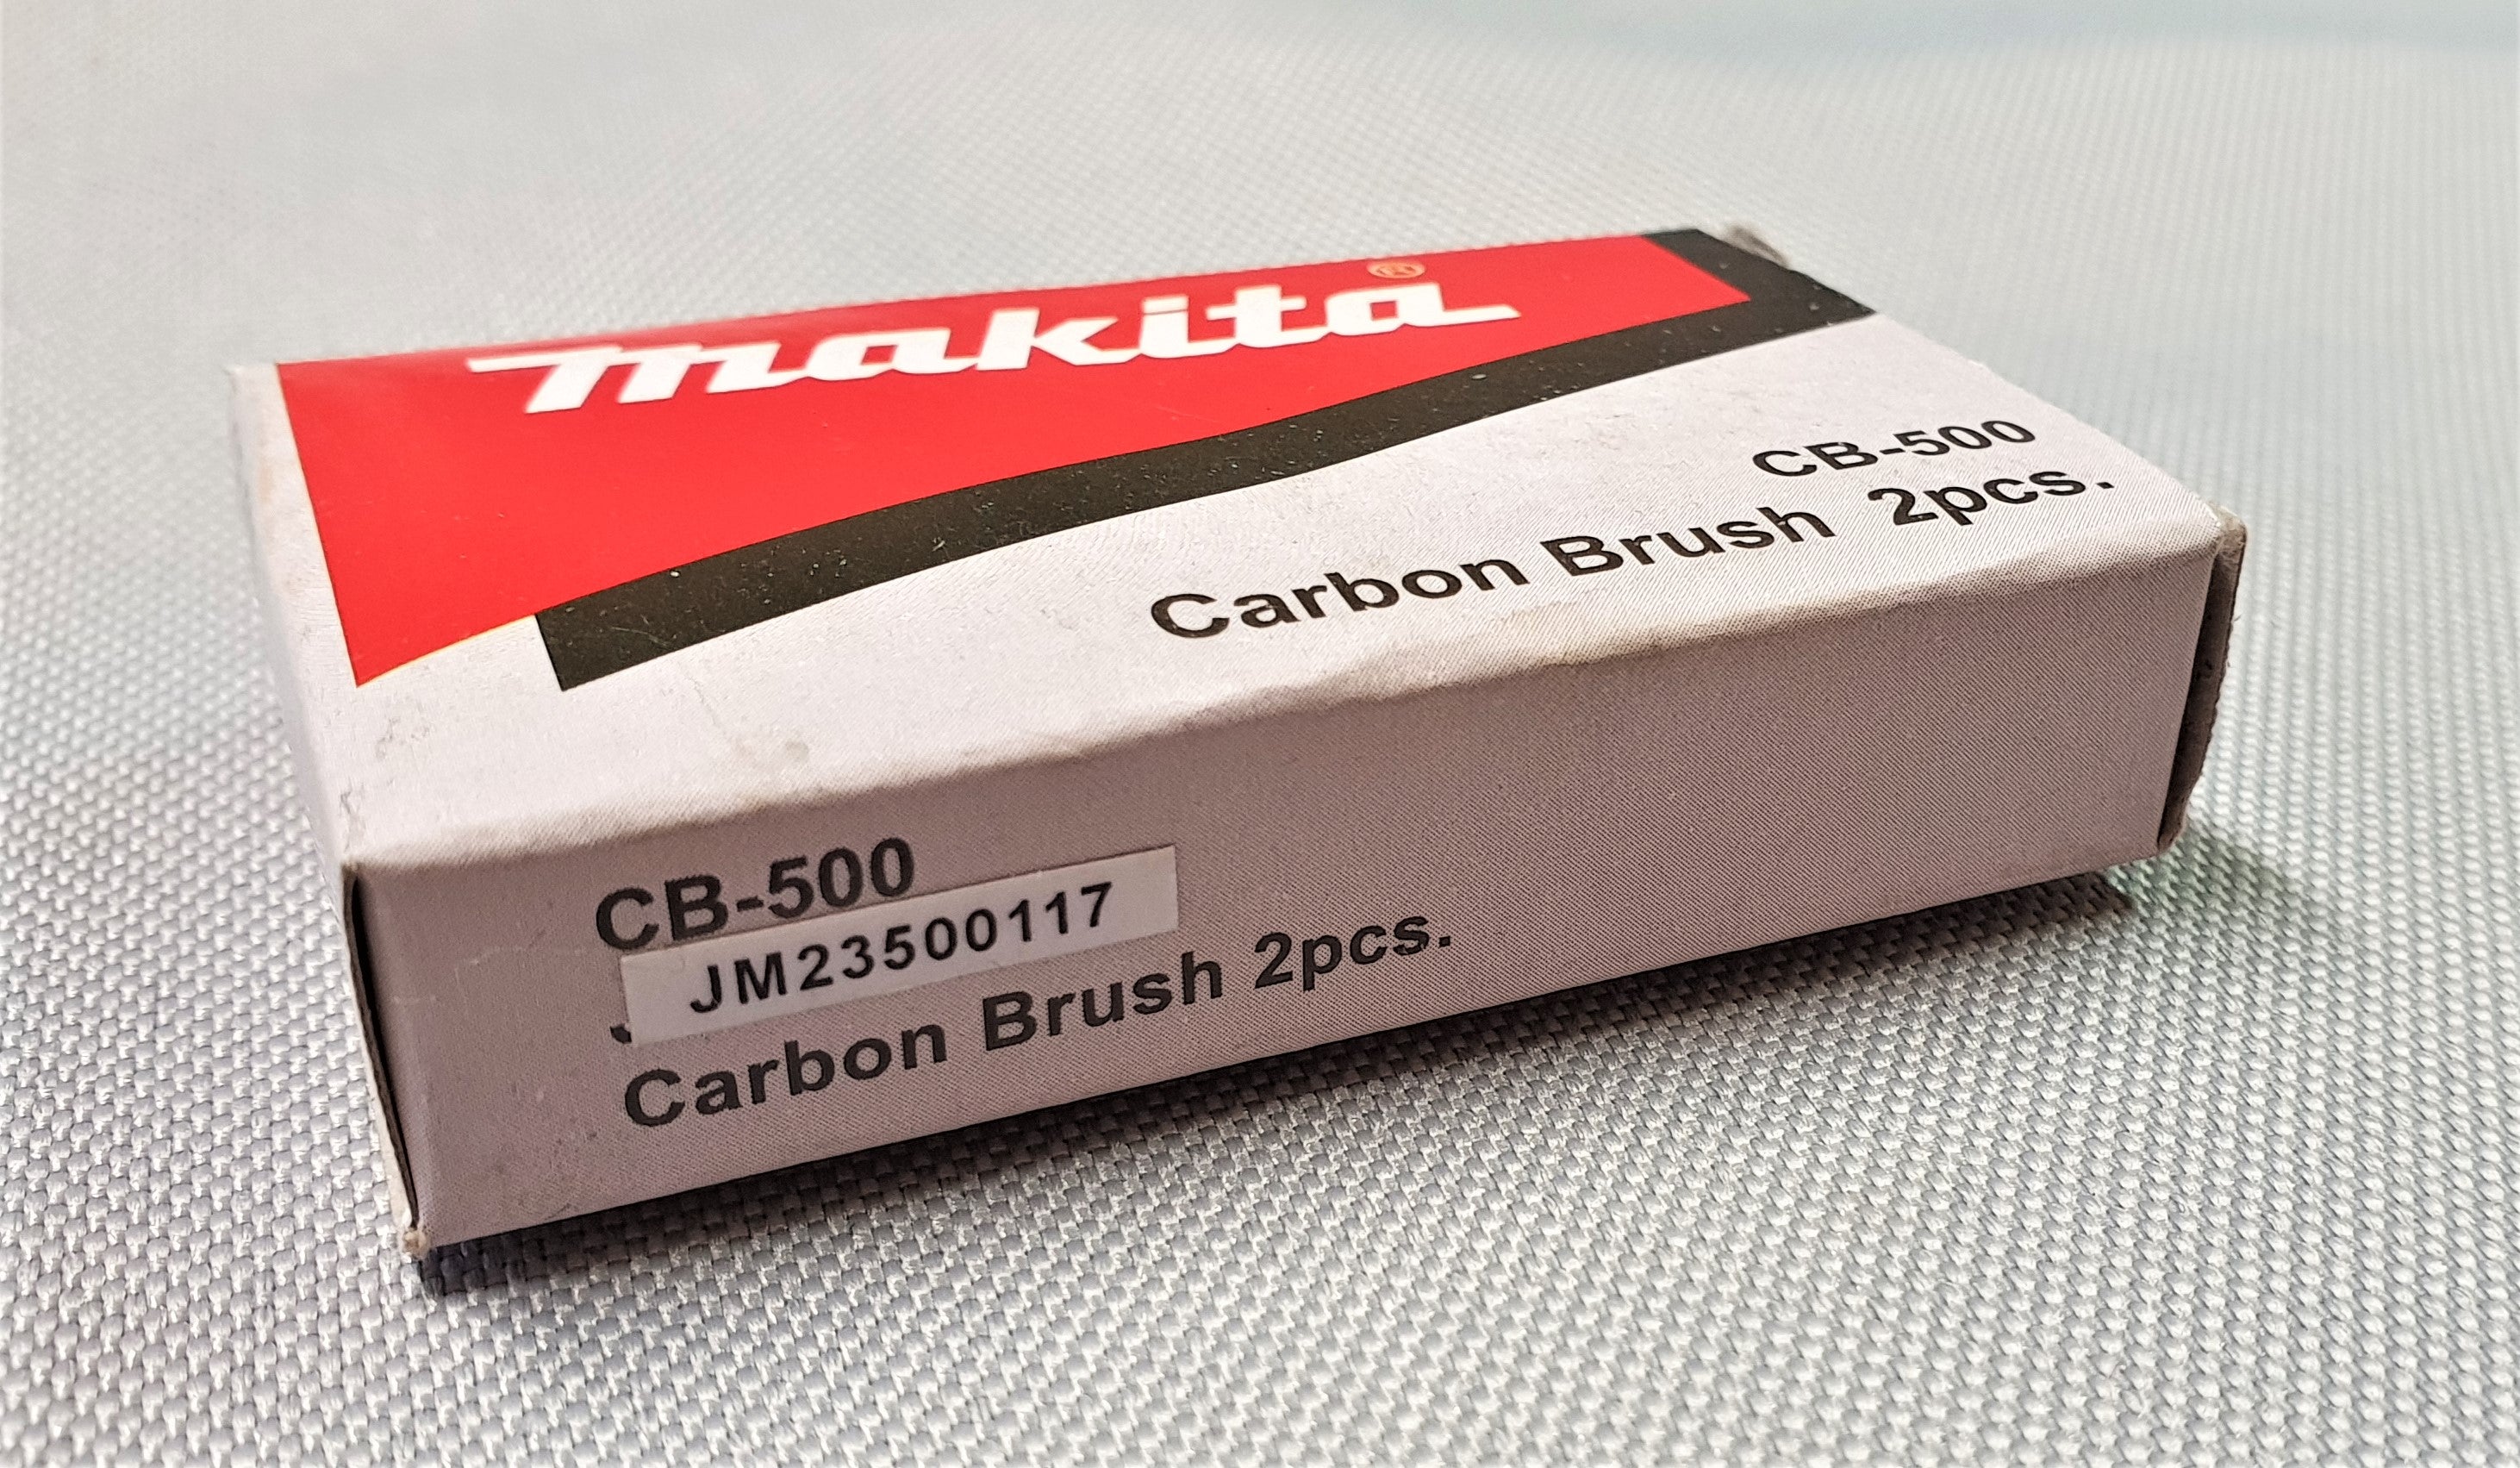 makita®
CB-500
Carbon Brush 2pcs.
CB-500
JM23500117
Carbon Brush 2pcs.